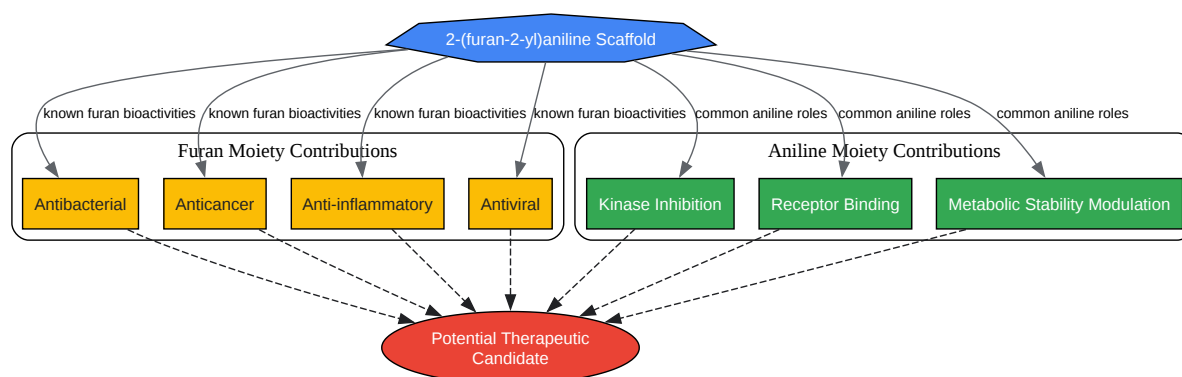 2-(furan-2-yl)aniline Scaffold
known furan bioactivities
known furan bioactivities
known furan bioactivities
known furan bioactivities
common aniline roles
common aniline roles
common aniline roles
Furan Moiety Contributions
Aniline Moiety Contributions
Antibacterial
Anticancer
Anti-inflammatory
Antiviral
Kinase Inhibition
Receptor Binding
Metabolic Stability Modulation
Potential Therapeutic
Candidate